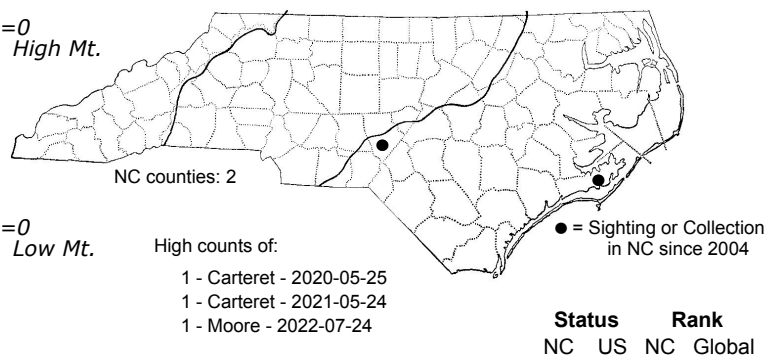 =0
High Mt.
NC counties: 2
=0
Low Mt.
High counts of:
1 - Carteret - 2020-05-25
1 - Carteret - 2021-05-24
1 - Moore - 2022-07-24
● = Sighting or Collection
in NC since 2004
Status Rank
NC US NC Global